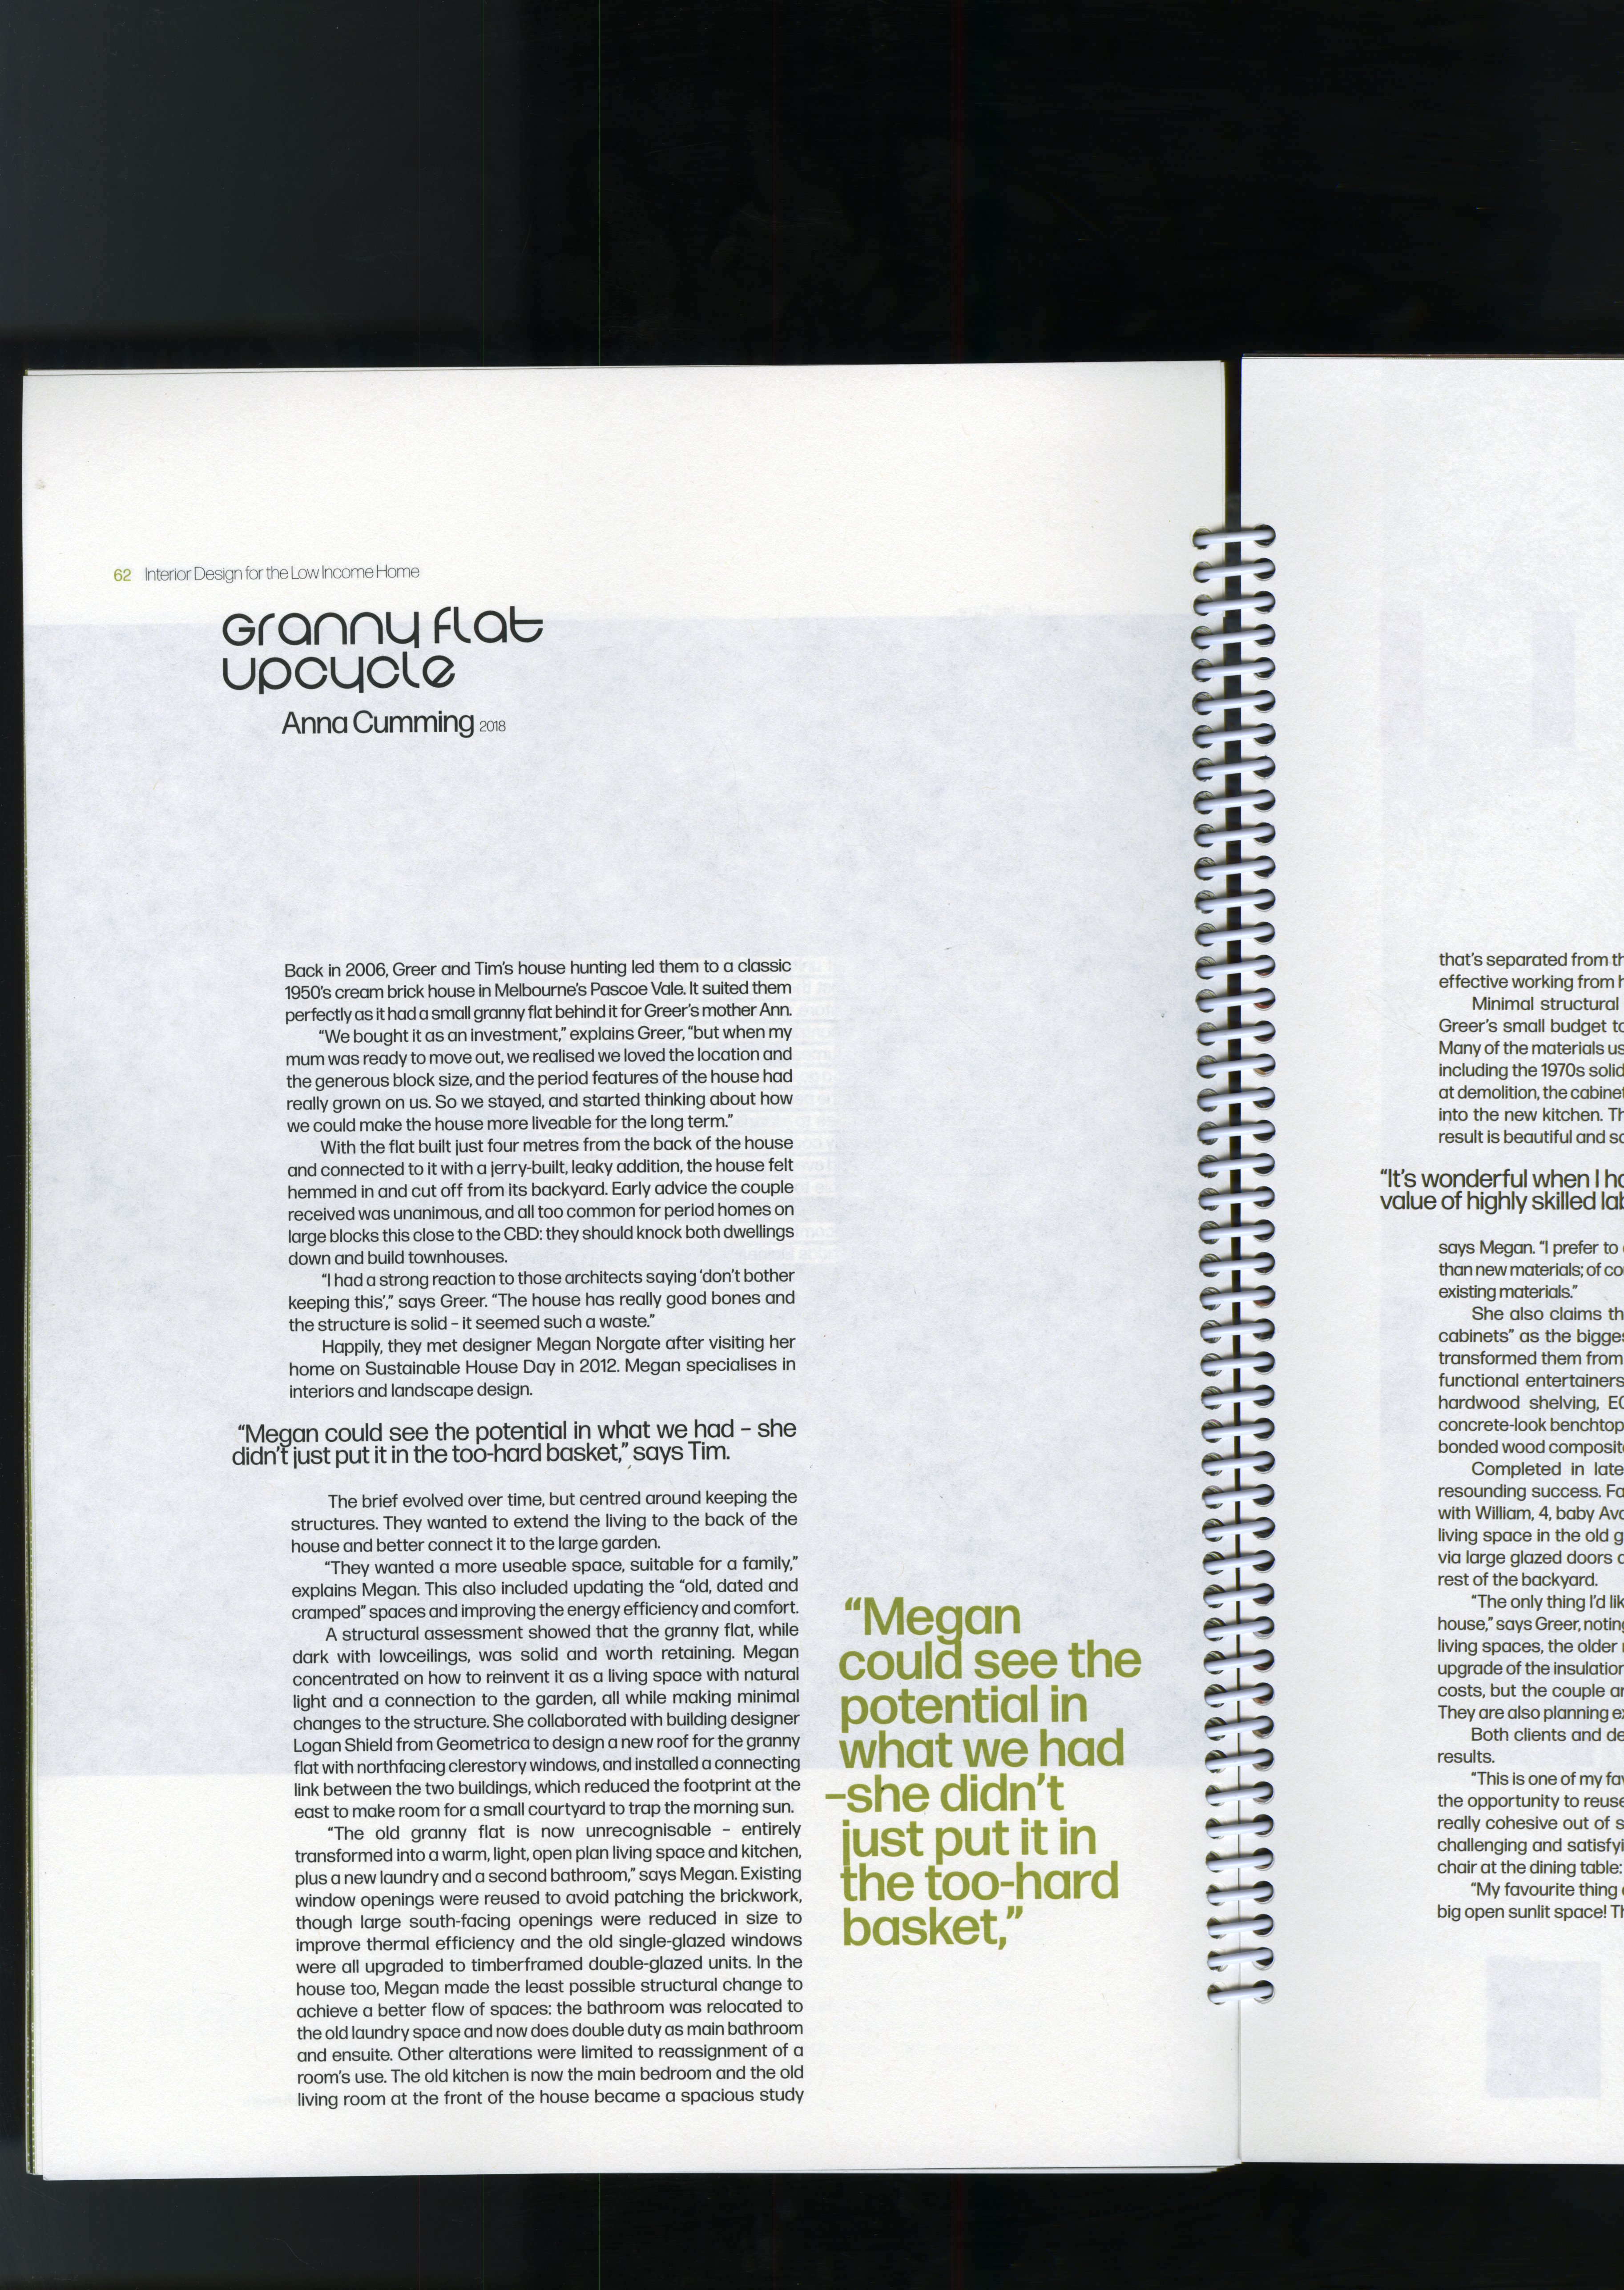 62 Interior Design for the Low Income Home
Granny flat
upcycle
Anna Cumming 2018
Back in 2006, Greer and Tim's house hunting led them to a classic
1950's cream brick house in Melbourne's Pascoe Vale. It suited them
perfectly as it had a small granny flat behind it for Greer's mother Ann.
"We bought it as an investment," explains Greer, "but when my
mum was ready to move out, we realised we loved the location and
the generous block size, and the period features of the house had
really grown on us. So we stayed, and started thinking about how
we could make the house more liveable for the long term."
With the flat built just four metres from the back of the house
and connected to it with a jerry-built, leaky addition, the house felt
hemmed in and cut off from its backyard. Early advice the couple
received was unanimous, and all too common for period homes on
large blocks this close to the CBD: they should knock both dwellings
down and build townhouses.
"I had a strong reaction to those architects saying 'don't bother
keeping this'," says Greer. "The house has really good bones and
the structure is solid – it seemed such a waste."
Happily, they met designer Megan Norgate after visiting her
home on Sustainable House Day in 2012. Megan specialises in
interiors and landscape design.
"Megan could see the potential in what we had – she
didn't just put it in the too-hard basket," says Tim.
The brief evolved over time, but centred around keeping the
structures. They wanted to extend the living to the back of the
house and better connect it to the large garden.
"They wanted a more useable space, suitable for a family,"
explains Megan. This also included updating the "old, dated and
cramped" spaces and improving the energy efficiency and comfort.
A structural assessment showed that the granny flat, while
dark with lowceilings, was solid and worth retaining. Megan
concentrated on how to reinvent it as a living space with natural
light and a connection to the garden, all while making minimal
changes to the structure. She collaborated with building designer
Logan Shield from Geometrica to design a new roof for the granny
flat with northfacing clerestory windows, and installed a connecting
link between the two buildings, which reduced the footprint at the
east to make room for a small courtyard to trap the morning sun.
"The old granny flat is now unrecognisable – entirely
transformed into a warm, light, open plan living space and kitchen,
plus a new laundry and a second bathroom," says Megan. Existing
window openings were reused to avoid patching the brickwork,
though large south-facing openings were reduced in size to
improve thermal efficiency and the old single-glazed windows
were all upgraded to timberframed double-glazed units. In the
house too, Megan made the least possible structural change to
achieve a better flow of spaces: the bathroom was relocated to
the old laundry space and now does double duty as main bathroom
and ensuite. Other alterations were limited to reassignment of a
room's use. The old kitchen is now the main bedroom and the old
living room at the front of the house became a spacious study
"Megan
could see the
potential in
what we had
–she didn't
just put it in
the too-hard
basket,"
that's separated from
effective working from
Minimal structural
Greer's small budget
Many of the materials
including the 1970s
at demolition, the
into the new kitchen.
result is beautiful and
"It's wonderful when I
value of highly skilled
says Megan. "I prefer to
than new materials; of
existing materials."
She also claims
cabinets" as the
transformed them from
functional entertainers
hardwood shelving,
concrete-look benchtop
bonded wood
Completed in late
resounding success.
with William, 4, baby
living space in the old
via large glazed doors
rest of the backyard.
"The only thing I'd
house," says Greer,
living spaces, the older
upgrade of the insulation
costs, but the couple
They are also planning
Both clients and
results.
"This is one of my
the opportunity to reuse
really cohesive out of
challenging and
chair at the dining table:
"My favourite thing
big open sunlit space!